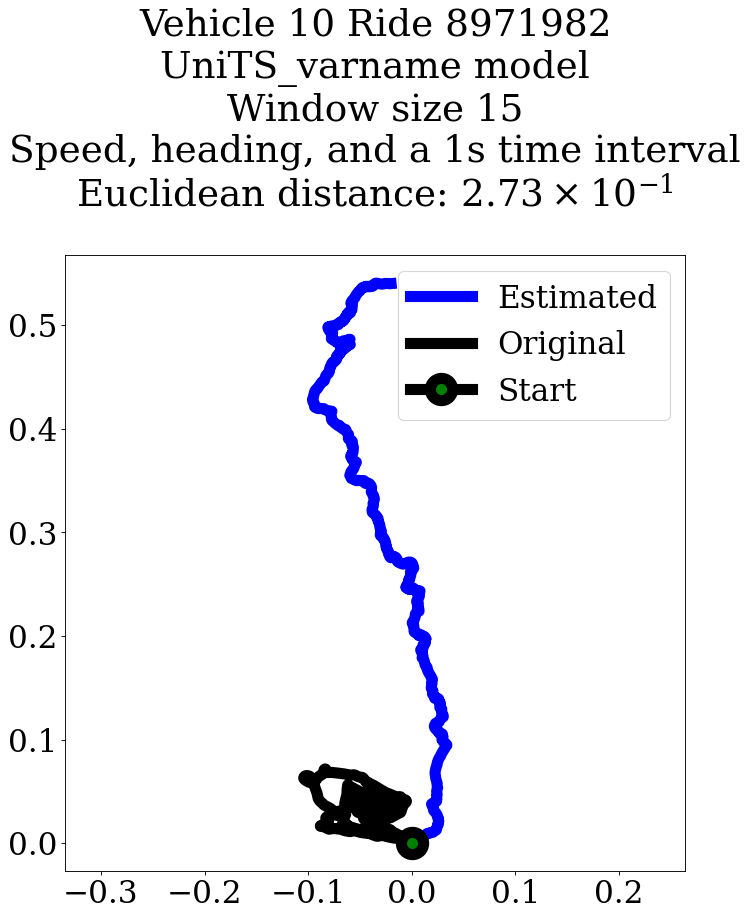 Vehicle 10 Ride 8971982
UniTS_varname model
Window size 15
Speed, heading, and a 1s time interval
Euclidean distance: 2.73 × 10⁻¹
Estimated
Original
Start
0.5
0.4
0.3
0.2
0.1
0.0
−0.3 −0.2 −0.1 0.0 0.1 0.2